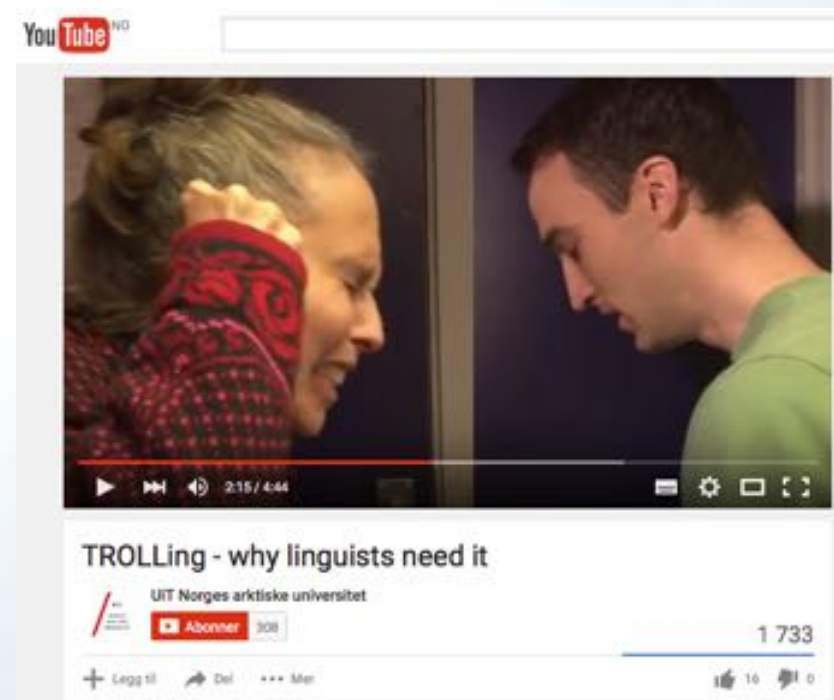 YouTube NO
2:15 / 4:44
TROLLing - why linguists need it
UiT Norges arktiske universitet
Abonner 308
1 733
Legg til Del Mer
16 0